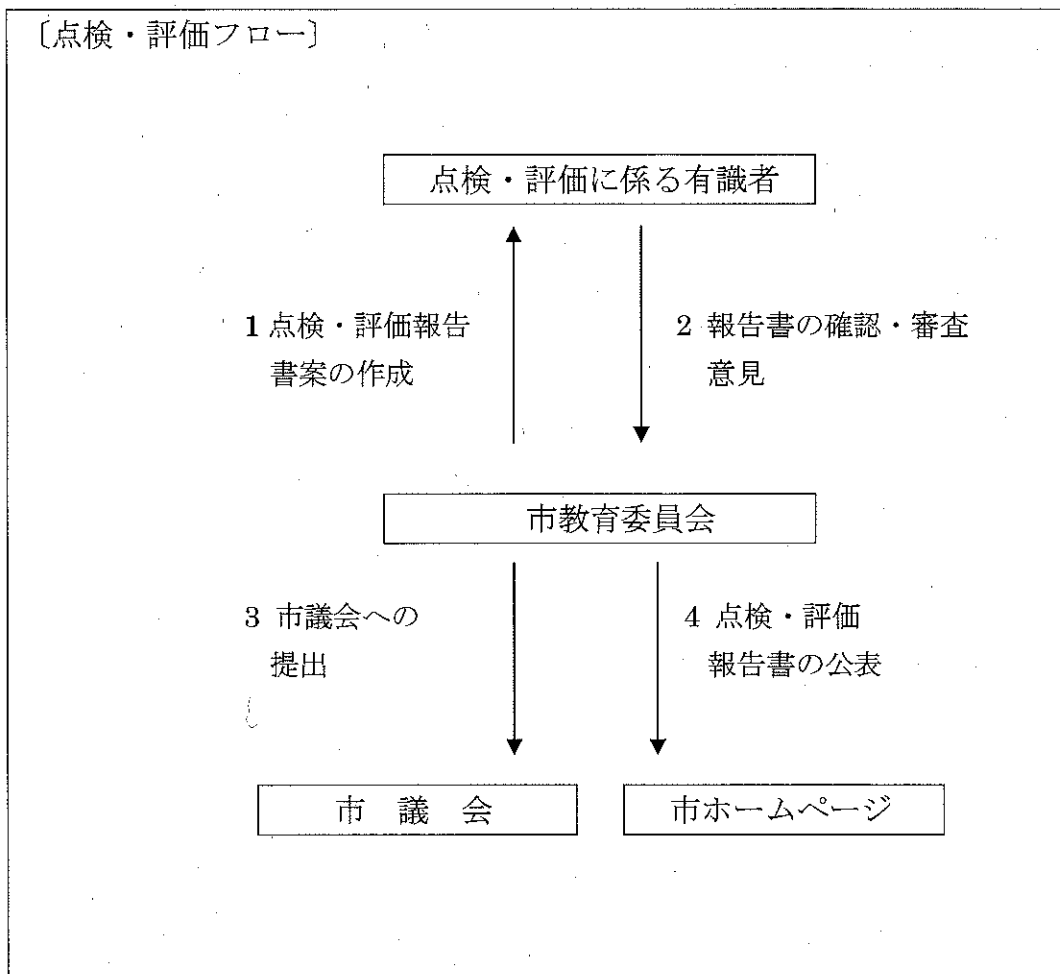 〔点検・評価フロー〕
点検・評価に係る有識者
1 点検・評価報告
書案の作成
2 報告書の確認・審査
意見
市教育委員会
3 市議会への
提出
4 点検・評価
報告書の公表
市 議 会
市ホームページ